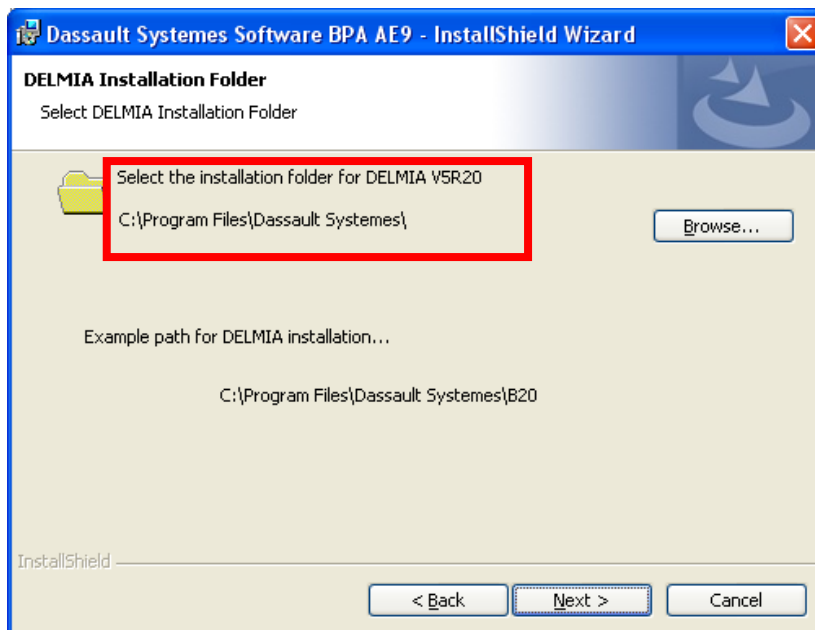 Dassault Systemes Software BPA AE9 - InstallShield Wizard
DELMIA Installation Folder
Select DELMIA Installation Folder
Select the installation folder for DELMIA V5R20
C:\Program Files\Dassault Systemes\
Browse...
Example path for DELMIA installation...
C:\Program Files\Dassault Systemes\B20
InstallShield
< Back
Next >
Cancel